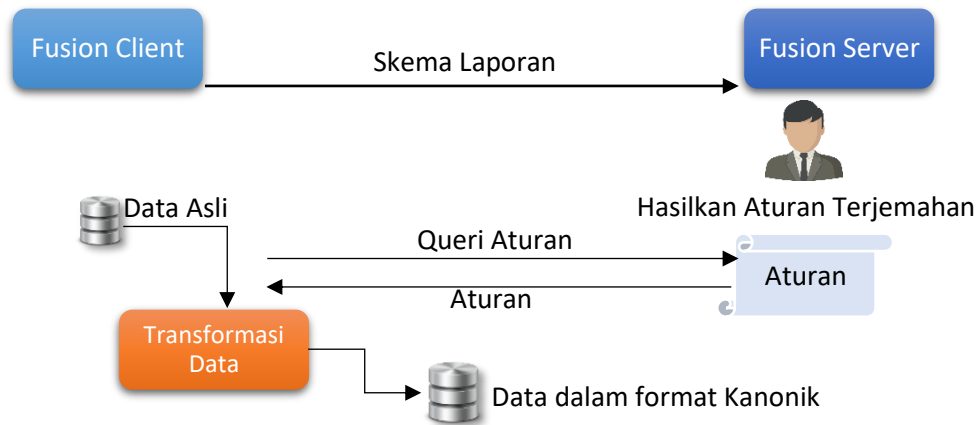 Fusion Client
Skema Laporan
Fusion Server
Hasilkan Aturan Terjemahan
Data Asli
Queri Aturan
Aturan
Aturan
Transformasi
Data
Data dalam format Kanonik